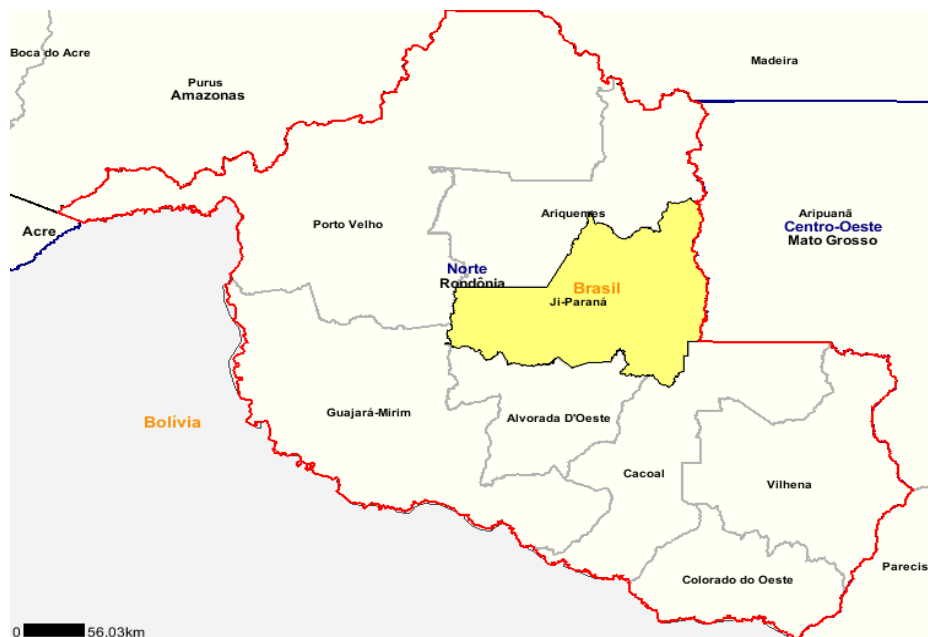 Boca do Acre
Madeira
Purus
Amazonas
Porto Velho
Ariquemes
Aripuanã
Centro-Oeste
Mato Grosso
Acre
Norte
Rondônia
Brasil
Ji-Paraná
Guajará-Mirim
Alvorada D'Oeste
Bolívia
Cacoal
Vilhena
Colorado do Oeste
Parecis
0 56.03km